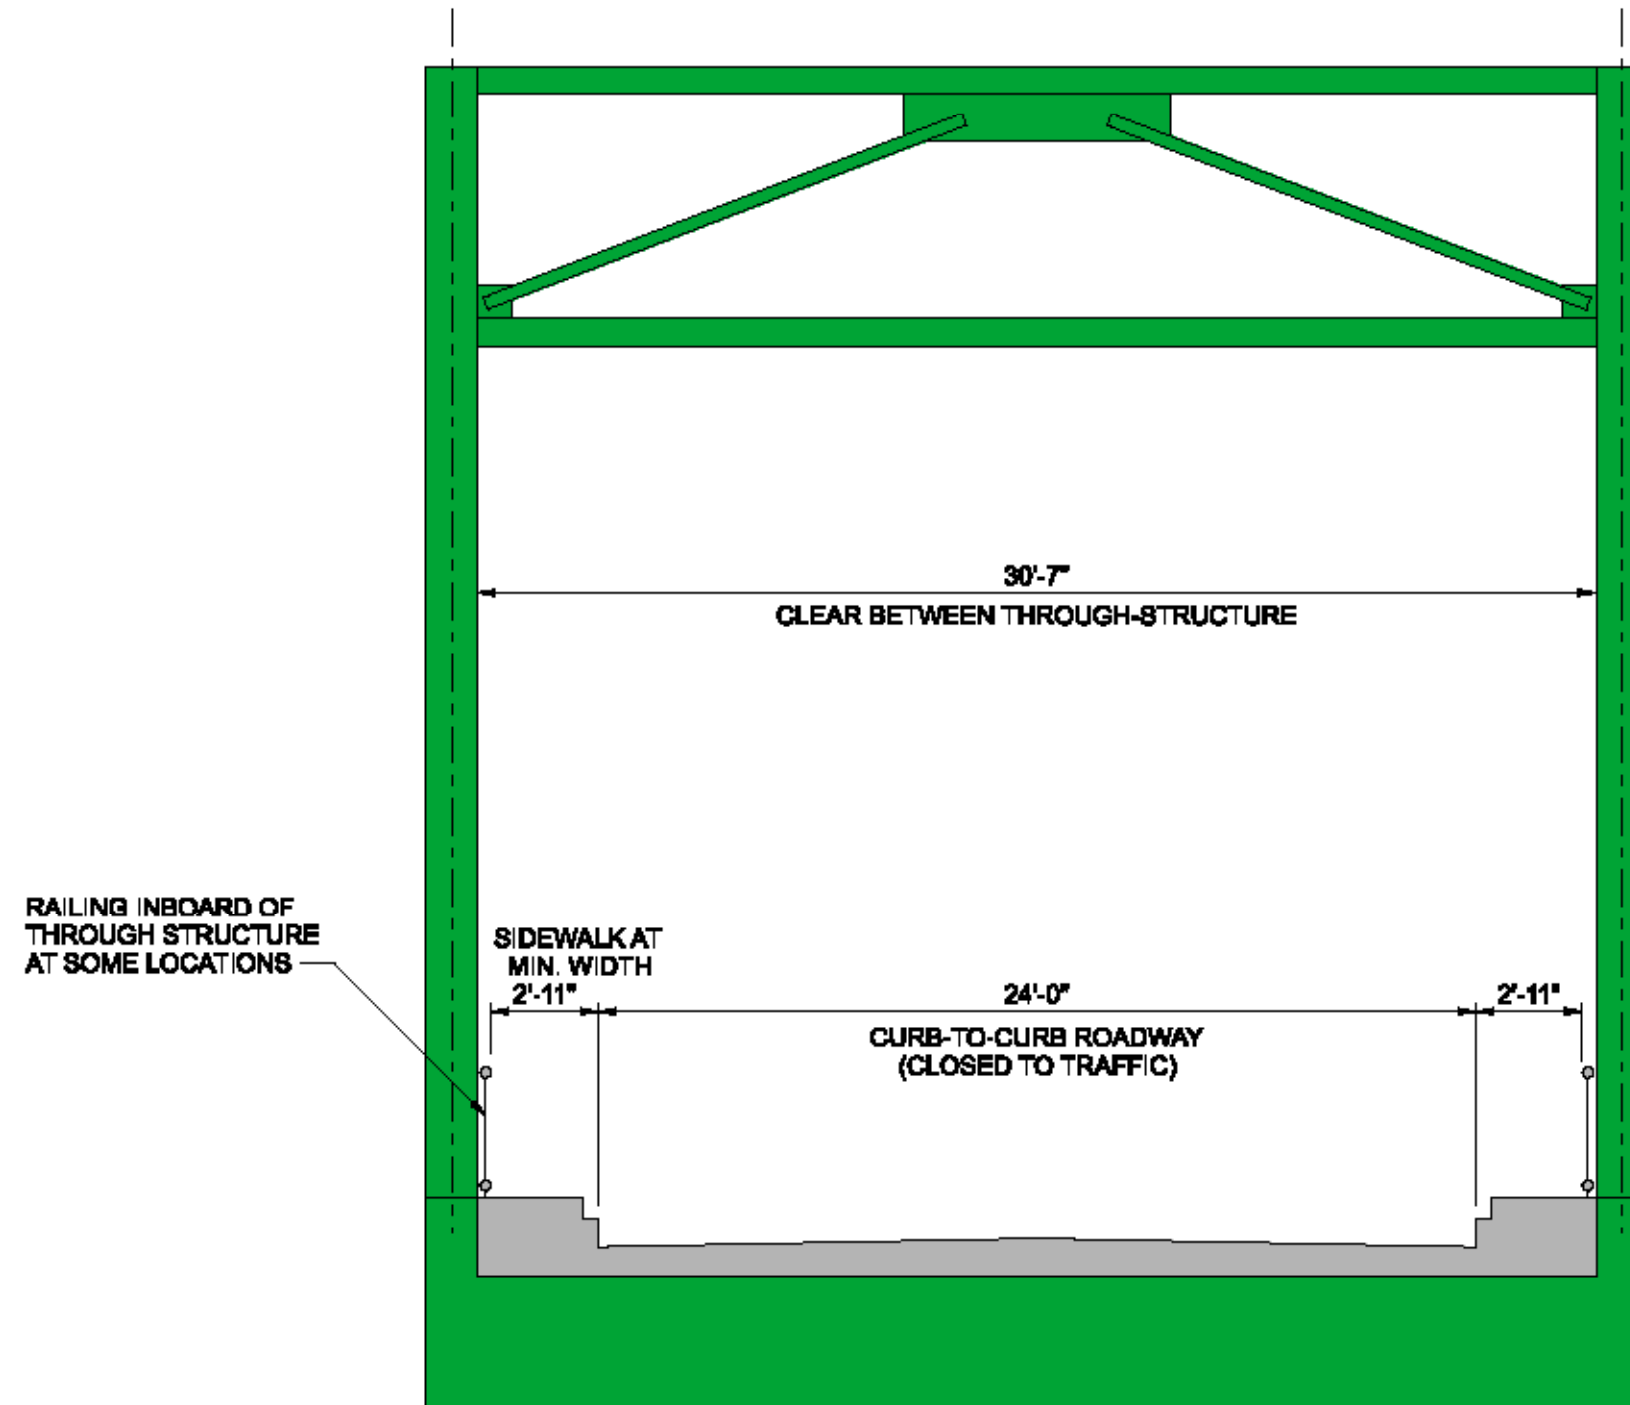 30'-7"
CLEAR BETWEEN THROUGH-STRUCTURE
RAILING INBOARD OF
THROUGH STRUCTURE
AT SOME LOCATIONS
SIDEWALK AT
MIN. WIDTH
2'-11"
24'-0"
2'-11"
CURB-TO-CURB ROADWAY
(CLOSED TO TRAFFIC)